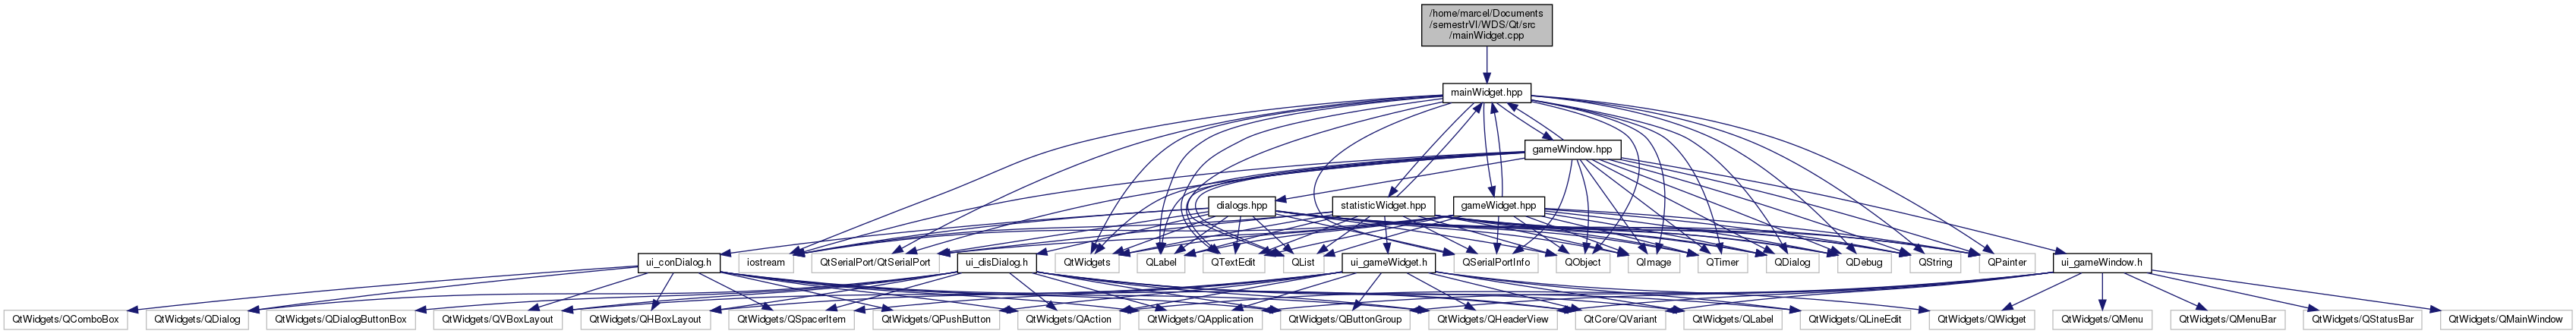 /home/marcel/Documents
/semestrVI/WDS/Qt/src
/mainWidget.cpp
mainWidget.hpp
gameWindow.hpp
dialogs.hpp
statisticWidget.hpp
gameWidget.hpp
ui_conDialog.h
iostream
QtSerialPort/QtSerialPort
ui_disDialog.h
QtWidgets
QLabel
QTextEdit
QList
ui_gameWidget.h
QSerialPortInfo
QObject
QImage
QTimer
QDialog
QDebug
QString
QPainter
ui_gameWindow.h
QtWidgets/QComboBox
QtWidgets/QDialog
QtWidgets/QDialogButtonBox
QtWidgets/QVBoxLayout
QtWidgets/QHBoxLayout
QtWidgets/QSpacerItem
QtWidgets/QPushButton
QtWidgets/QAction
QtWidgets/QApplication
QtWidgets/QButtonGroup
QtWidgets/QHeaderView
QtCore/QVariant
QtWidgets/QLabel
QtWidgets/QLineEdit
QtWidgets/QWidget
QtWidgets/QMenu
QtWidgets/QMenuBar
QtWidgets/QStatusBar
QtWidgets/QMainWindow